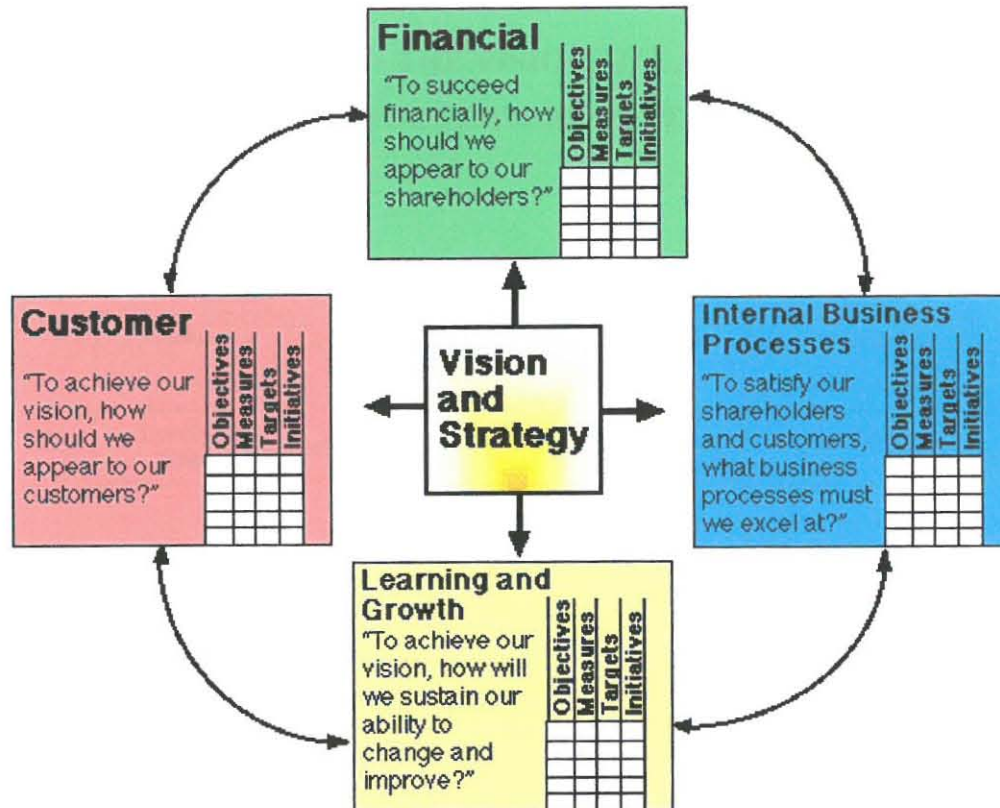 Financial
"To succeed
financially, how
should we
appear to our
shareholders?"
Objectives
Measures
Targets
Initiatives
Customer
"To achieve our
vision, how
should we
appear to our
customers?"
Objectives
Measures
Targets
Initiatives
Vision
and
Strategy
Internal Business
Processes
"To satisfy our
shareholders
and customers,
what business
processes must
we excel at?"
Objectives
Measures
Targets
Initiatives
Learning and
Growth
"To achieve our
vision, how will
we sustain our
ability to
change and
improve?"
Objectives
Measures
Targets
Initiatives